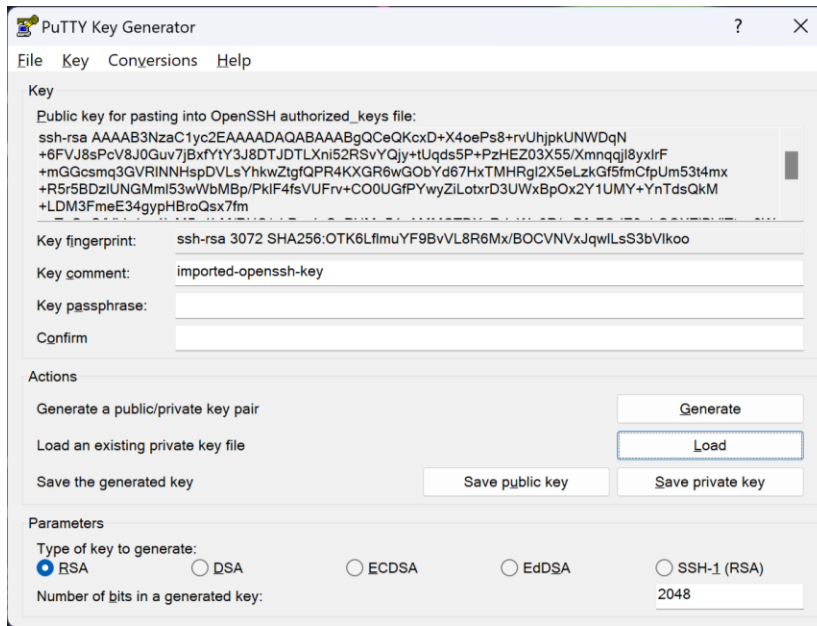 PuTTY Key Generator
?
File Key Conversions Help
Key
Public key for pasting into OpenSSH authorized_keys file:
ssh-rsa AAAAB3NzaC1yc2EAAAADAQABAAABgQCeQKcxD+X4oePs8+rvUhjpkUNWDqN
+6FVJ8sPcV8J0Guv7jBxfYtY3J8DTJDTLXni52RSvYQjy+tUqds5P+PzHEZ03X55/XmnqqjI8yxIrF
+mGGcsmq3GVRlNNHspDVLsYhkwZtgfQPR4KXGR6wGObYd67HxTMHRgI2X5eLzkGf5fmCfpUm53t4mx
+R5r5BDzlUNGMmI53wWbMBp/PkIF4fsVUFrv+CO0UGfPYwyZiLotxrD3UWxBpOx2Y1UMY+YnTdsQkM
+LDM3FmeE34gypHBroQsx7fm
Key fingerprint: ssh-rsa 3072 SHA256:OTK6LflmuYF9BvVL8R6Mx/BOCVNVxJqwlLsS3bVlkoo
Key comment: imported-openssh-key
Key passphrase:
Confirm
Actions
Generate a public/private key pair Generate
Load an existing private key file Load
Save the generated key Save public key Save private key
Parameters
Type of key to generate:
RSA DSA ECDSA EdDSA SSH-1 (RSA)
Number of bits in a generated key: 2048